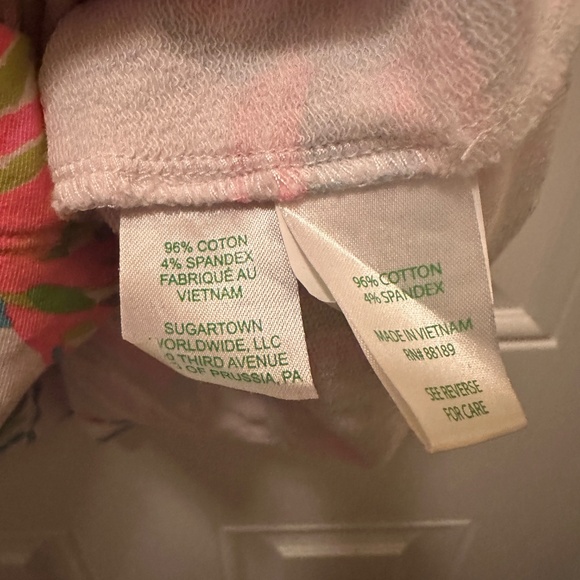 96% COTON
4% SPANDEX
FABRIQUÉ AU
VIETNAM
SUGARTOWN
WORLDWIDE, LLC
THIRD AVENUE
OF PRUSSIA, PA
96% COTTON
4% SPANDEX
MADE IN VIETNAM
RN# 88189
SEE REVERSE
FOR CARE